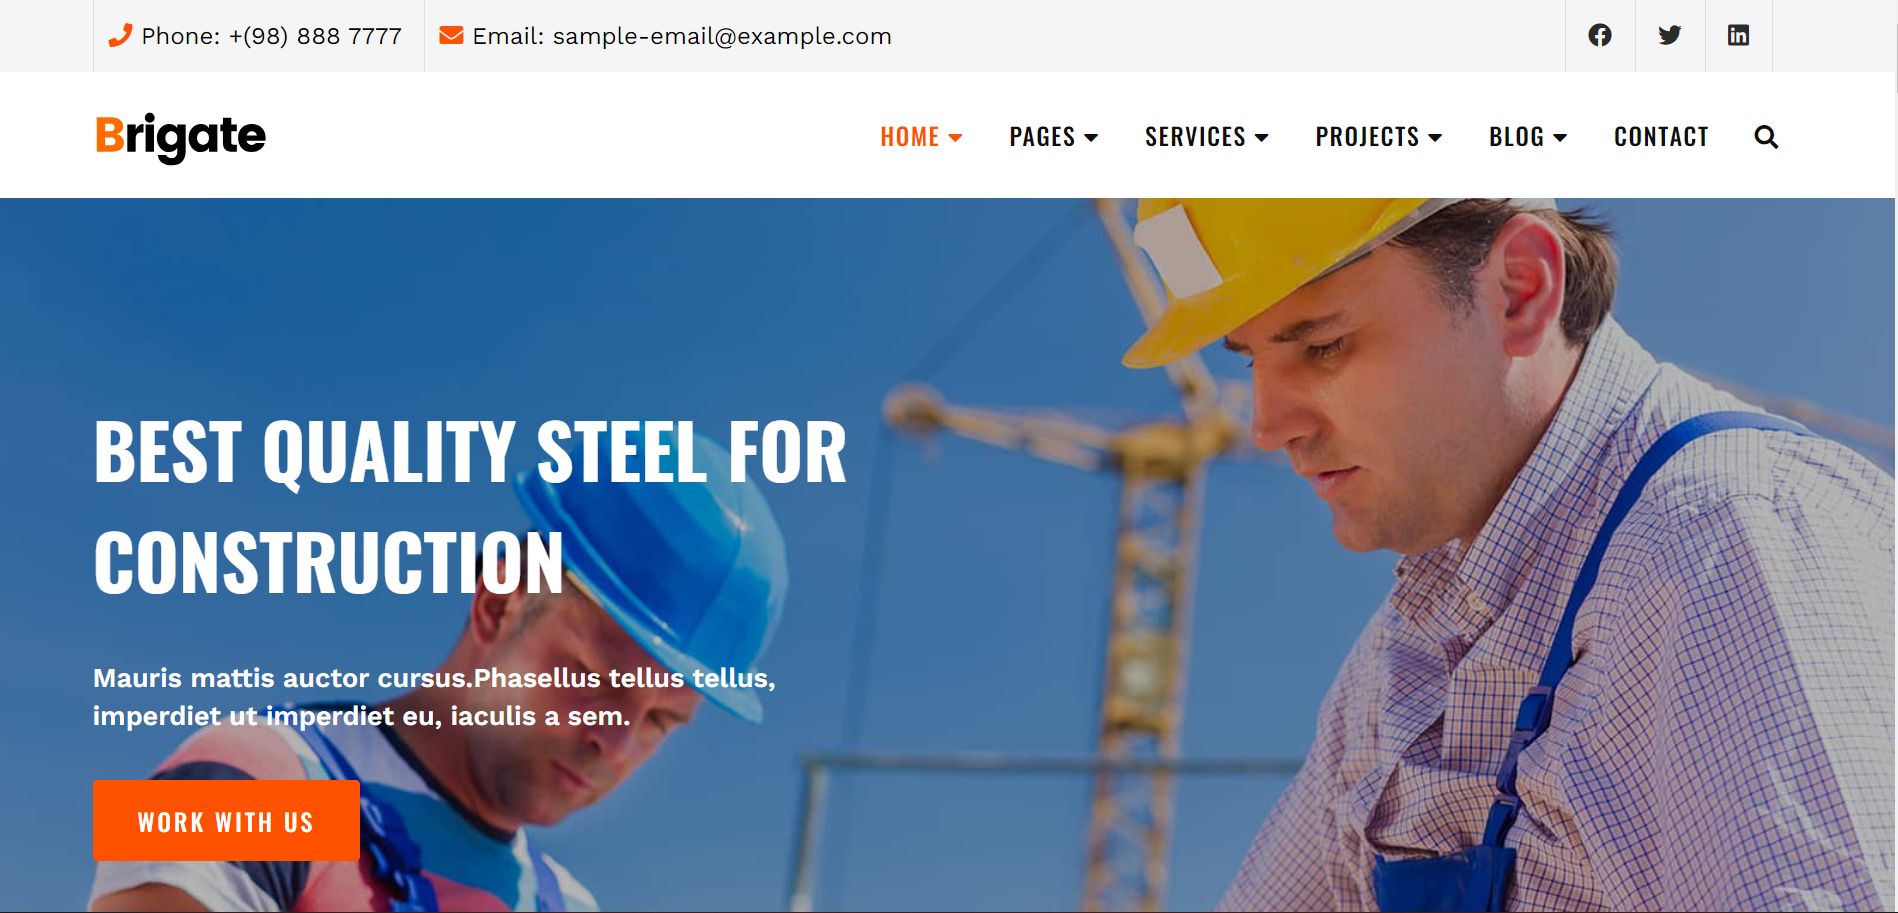 Phone: +(98) 888 7777
Email: sample-email@example.com
Brigate
HOME
PAGES
SERVICES
PROJECTS
BLOG
CONTACT
BEST QUALITY STEEL FOR
CONSTRUCTION
Mauris mattis auctor cursus.Phasellus tellus tellus,
imperdiet ut imperdiet eu, iaculis a sem.
WORK WITH US